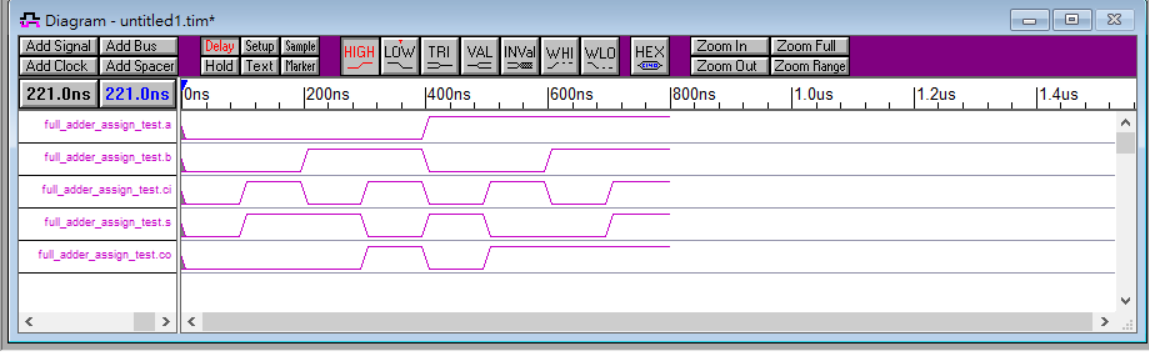 Diagram - untitled1.tim*
Add Signal Add Bus Delay Setup Sample HIGH LOW TRI VAL INVal WHI WLO HEX Zoom In Zoom Full
Add Clock Add Spacer Hold Text Marker Zoom Out Zoom Range
221.0ns 221.0ns 0ns 200ns 400ns 600ns 800ns 1.0us 1.2us 1.4us
full_adder_assign_test.a
full_adder_assign_test.b
full_adder_assign_test.ci
full_adder_assign_test.s
full_adder_assign_test.co